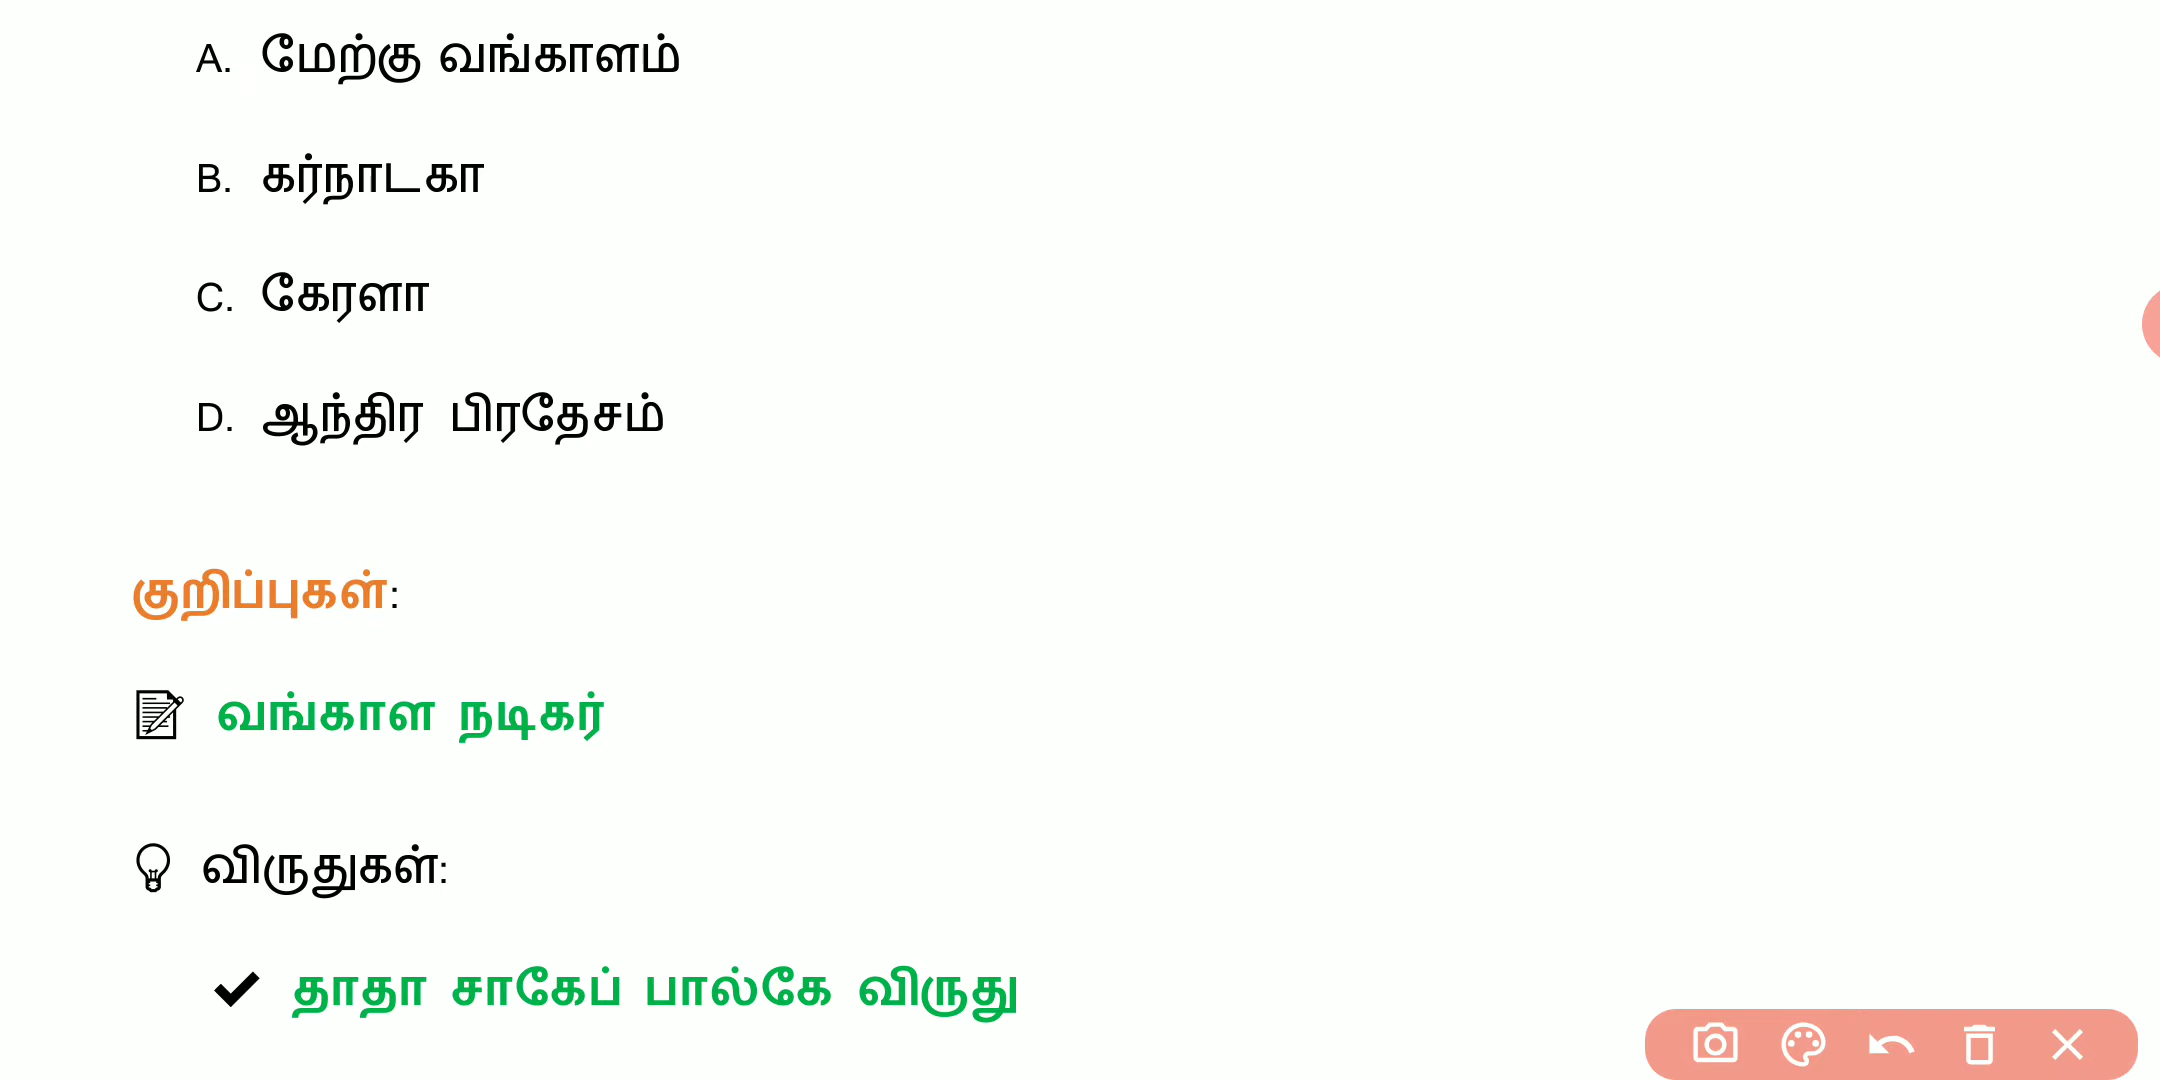 A. மேற்கு வங்காளம்
B. கர்நாடகா
C. கேரளா
D. ஆந்திர பிரதேசம்
குறிப்புகள்:
வங்காள நடிகர்
விருதுகள்:
தாதா சாகேப் பால்கே விருது